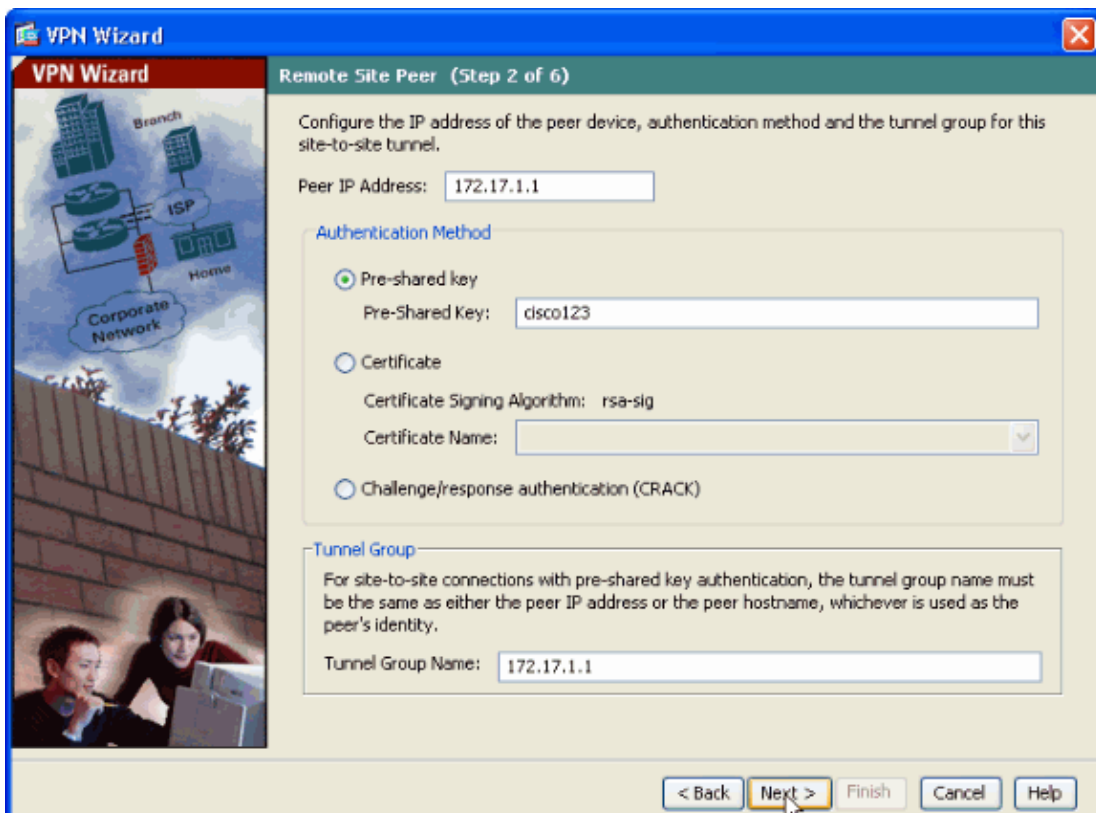 VPN Wizard
VPN Wizard
Remote Site Peer (Step 2 of 6)
Branch
ISP
Home
Corporate
Network
Configure the IP address of the peer device, authentication method and the tunnel group for this
site-to-site tunnel.
Peer IP Address: 172.17.1.1
Authentication Method
Pre-shared key
Pre-Shared Key: cisco123
Certificate
Certificate Signing Algorithm: rsa-sig
Certificate Name:
Challenge/response authentication (CRACK)
Tunnel Group
For site-to-site connections with pre-shared key authentication, the tunnel group name must
be the same as either the peer IP address or the peer hostname, whichever is used as the
peer's identity.
Tunnel Group Name: 172.17.1.1
< Back Next > Finish Cancel Help